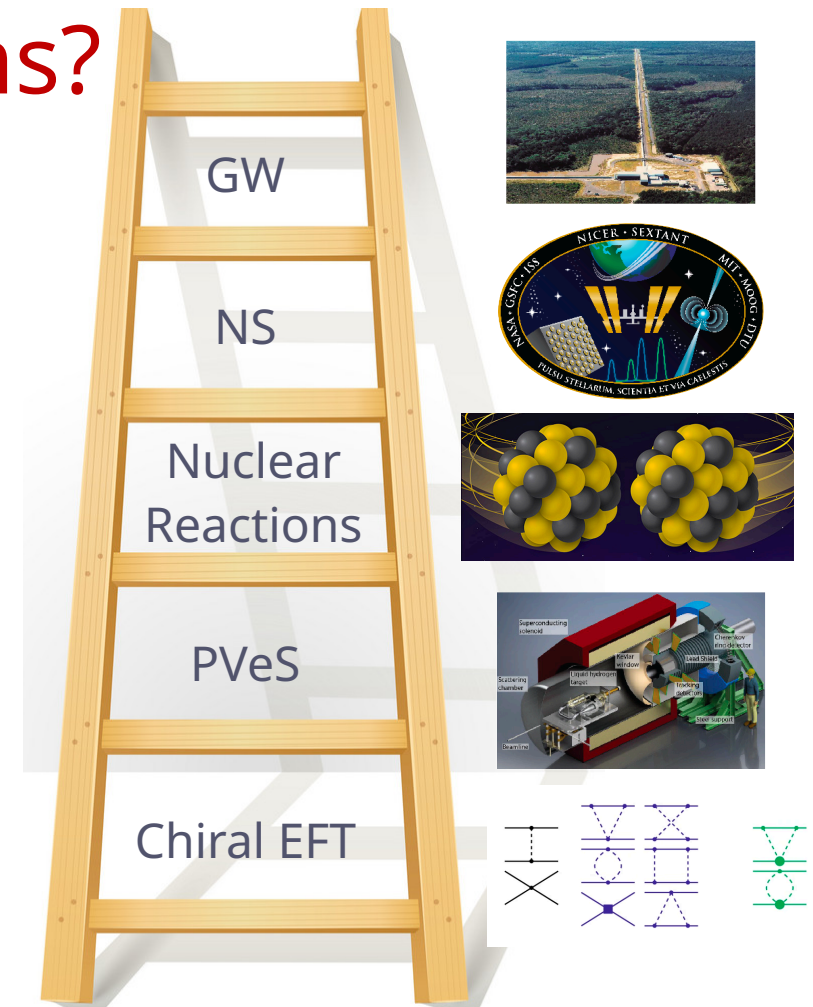 ns?
GW
NICER • SEXTANT
NASA • GSFC • ISS
MIT • MOOG • DTU
PULSU STELLARUM, SCIENTIA ET VIA CAELESTIS
NS
Nuclear
Reactions
PVeS
Superconducting
solenoid
Cherenkov
ring detector
Kevlar
window
Lead Shield
Liquid hydrogen
target
Scattering
chamber
Tracking
detectors
Steel support
Beamline
Chiral EFT